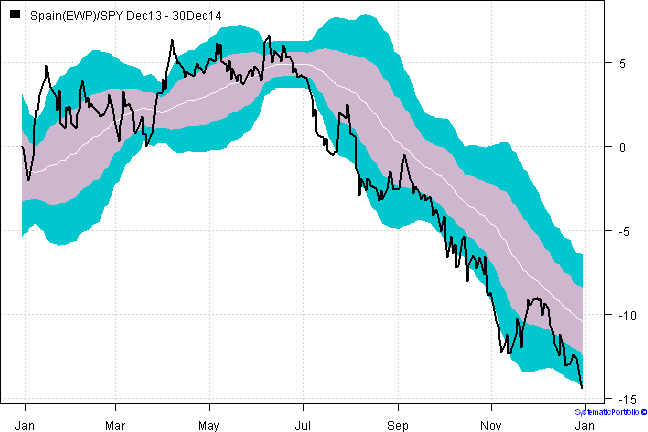 Spain(EWP)/SPY Dec13 - 30Dec14
5
0
-5
-10
-15
Jan Mar May Jul Sep Nov Jan
SystematicPortfolio ©